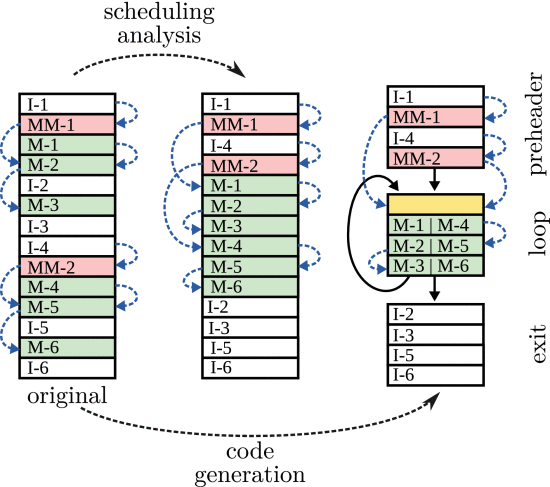 scheduling
analysis
I-1
MM-1
M-1
M-2
I-2
M-3
I-3
I-4
MM-2
M-4
M-5
I-5
M-6
I-6
original
I-1
MM-1
I-4
MM-2
M-1
M-2
M-3
M-4
M-5
M-6
I-2
I-3
I-5
I-6
I-1
MM-1
I-4
MM-2
preheader
M-1 | M-4
M-2 | M-5
M-3 | M-6
loop
I-2
I-3
I-5
I-6
exit
code
generation